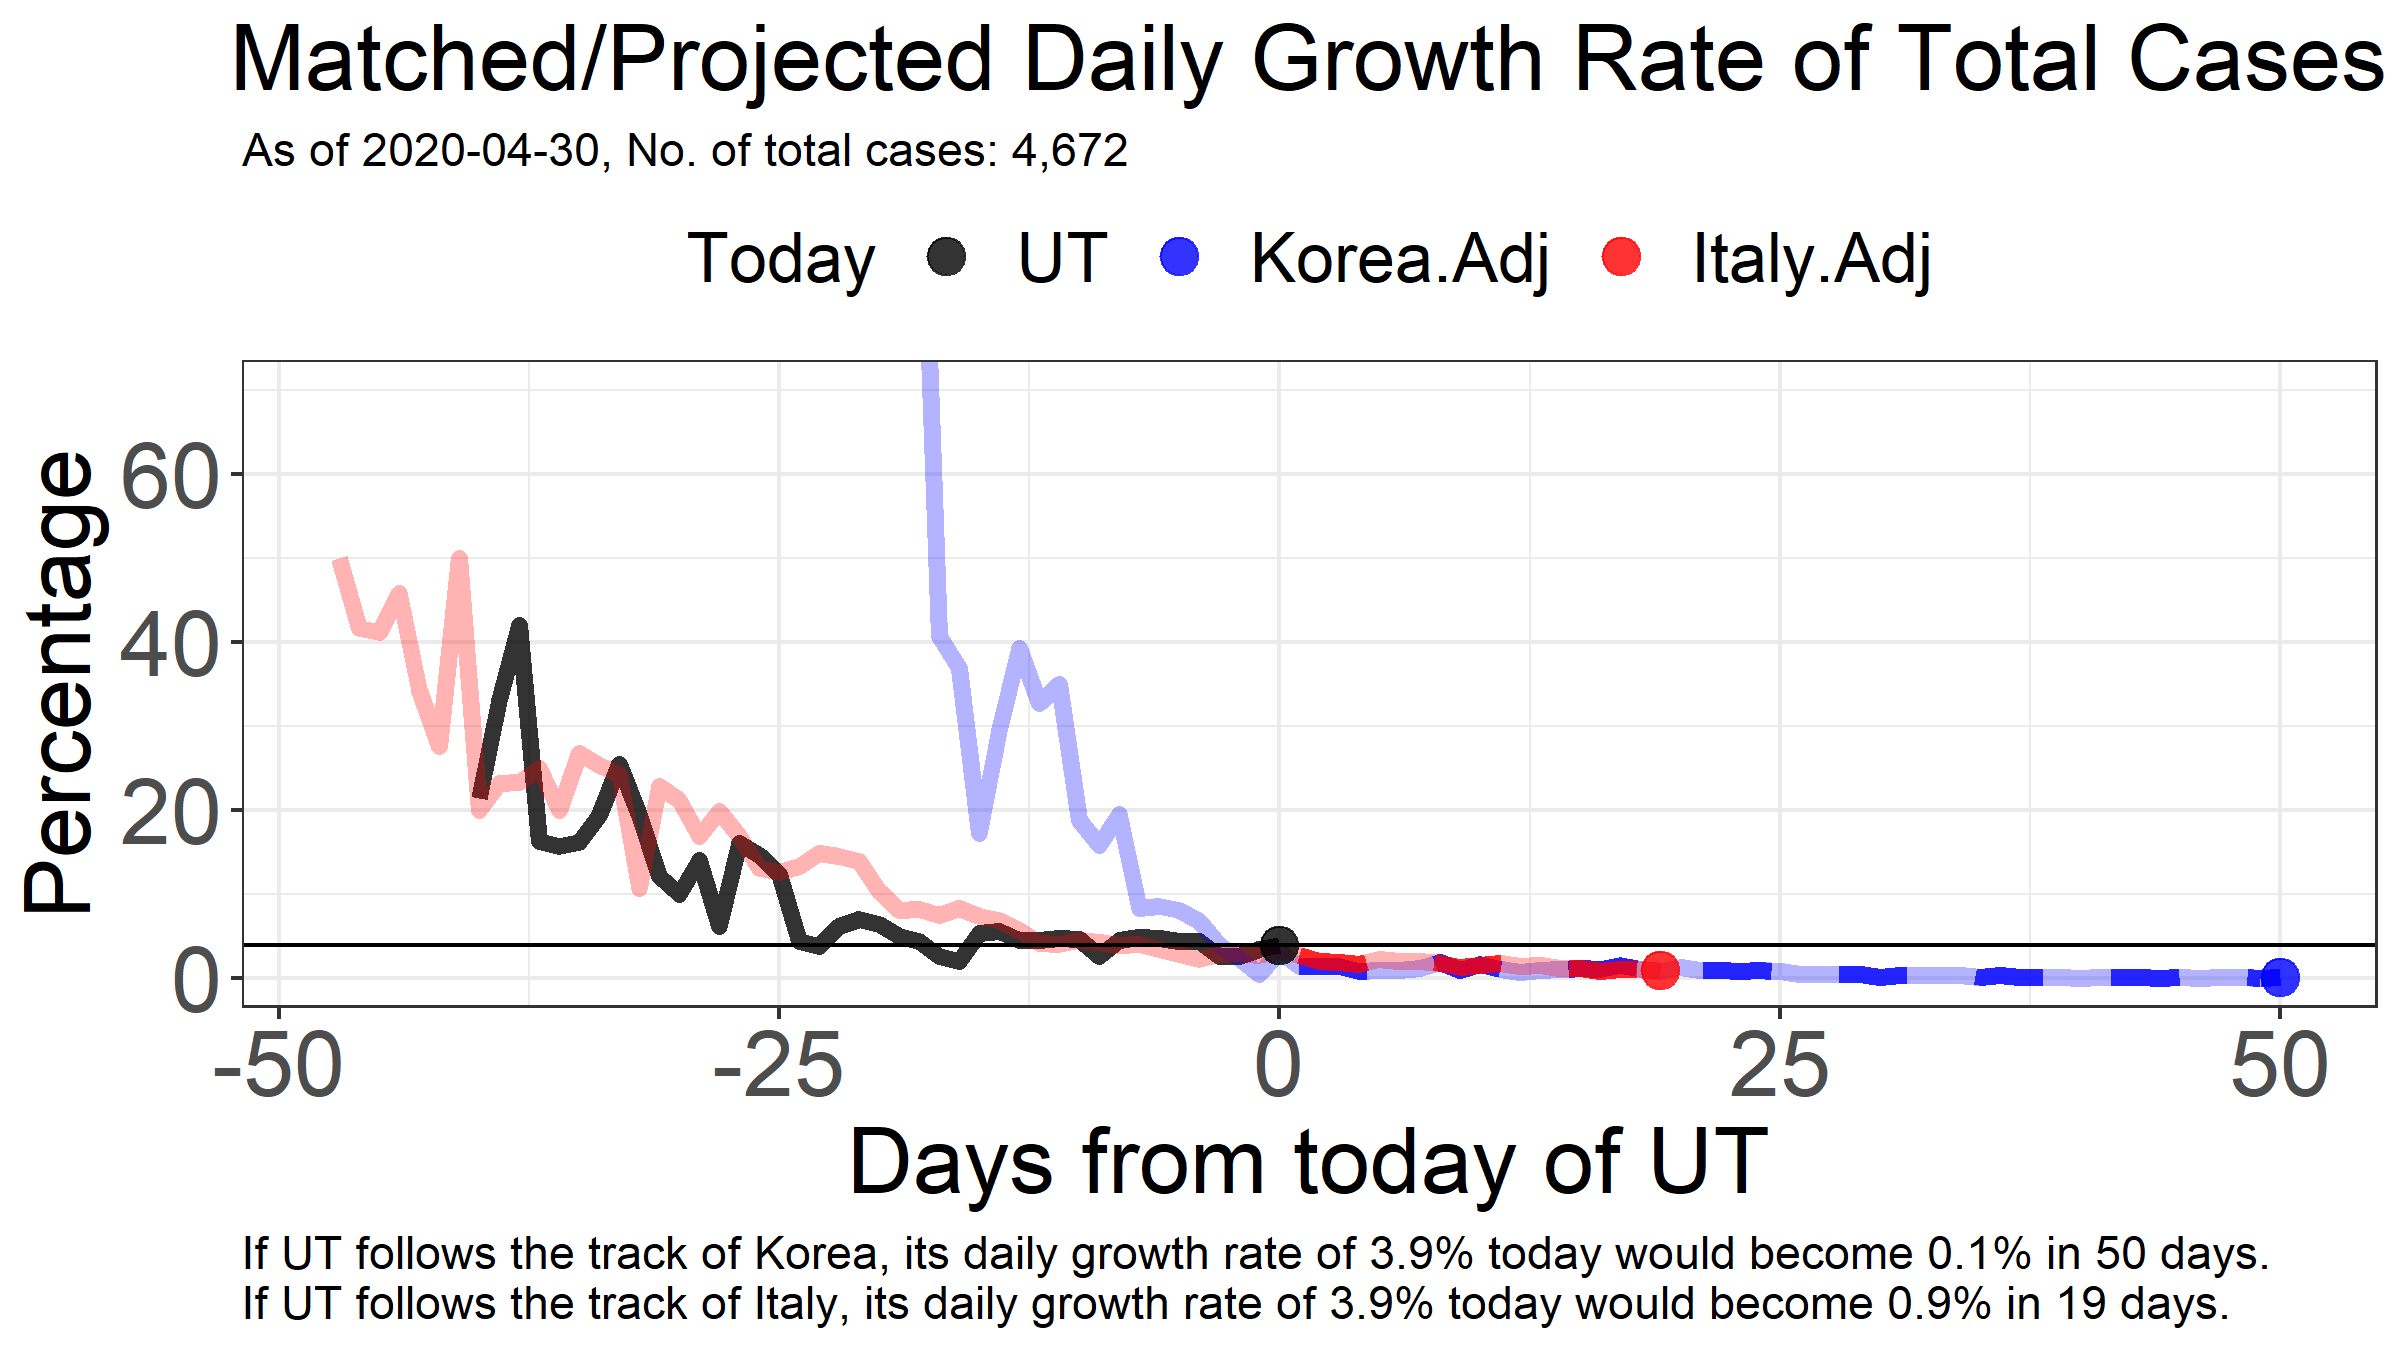 Matched/Projected Daily Growth Rate of Total Cases
As of 2020-04-30, No. of total cases: 4,672
Today UT Korea.Adj Italy.Adj
Percentage
60
40
20
0
-50 -25 0 25 50
Days from today of UT
If UT follows the track of Korea, its daily growth rate of 3.9% today would become 0.1% in 50 days.
If UT follows the track of Italy, its daily growth rate of 3.9% today would become 0.9% in 19 days.